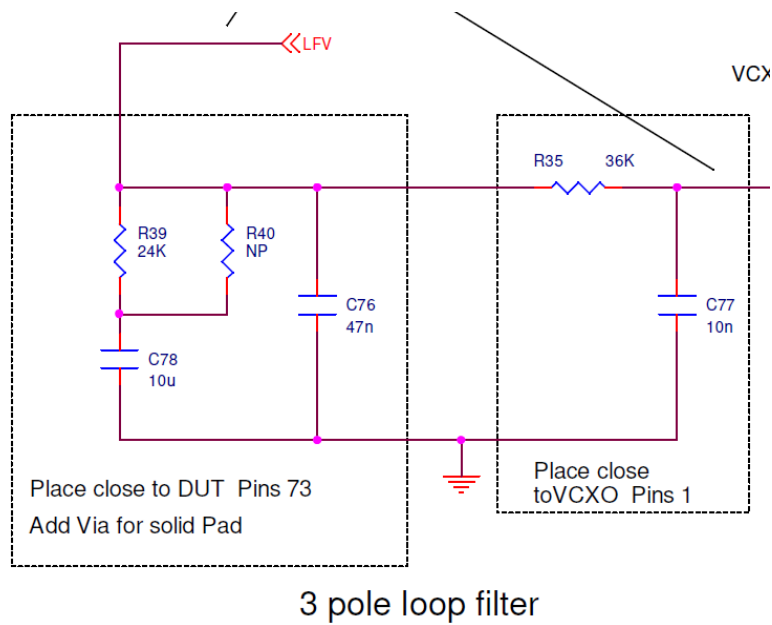 LFV
VCX
R35 36K
R39
24K
R40
NP
C76
47n
C77
10n
C78
10u
Place close to DUT Pins 73
Add Via for solid Pad
Place close
toVCXO Pins 1
3 pole loop filter